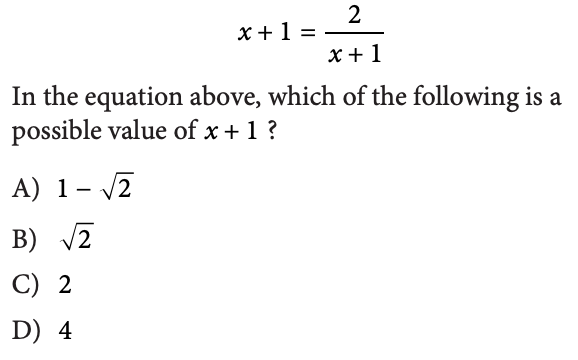 x + 1 = 2/(x + 1)
In the equation above, which of the following is a
possible value of x + 1 ?
A) 1 − √2
B) √2
C) 2
D) 4